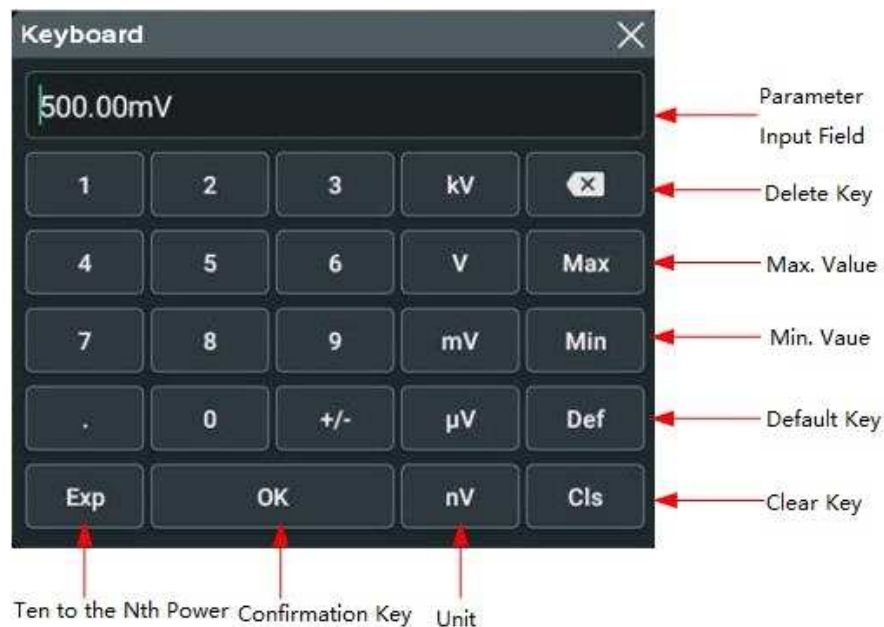 Keyboard
500.00mV
Parameter
Input Field
1 2 3 kV
Delete Key
4 5 6 V Max
Max. Value
7 8 9 mV Min
Min. Vaue
. 0 +/- µV Def
Default Key
Exp OK nV Cls
Clear Key
Ten to the Nth Power Confirmation Key Unit